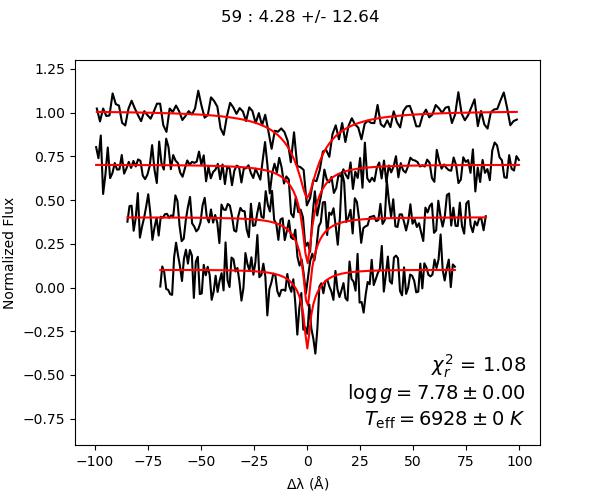 59 : 4.28 +/- 12.64
1.25
1.00
0.75
0.50
0.25
0.00
−0.25
−0.50
−0.75
Normalized Flux
χ²ᵣ = 1.08
log g = 7.78 ± 0.00
T_eff = 6928 ± 0 K
−100 −75 −50 −25 0 25 50 75 100
Δλ (Å)